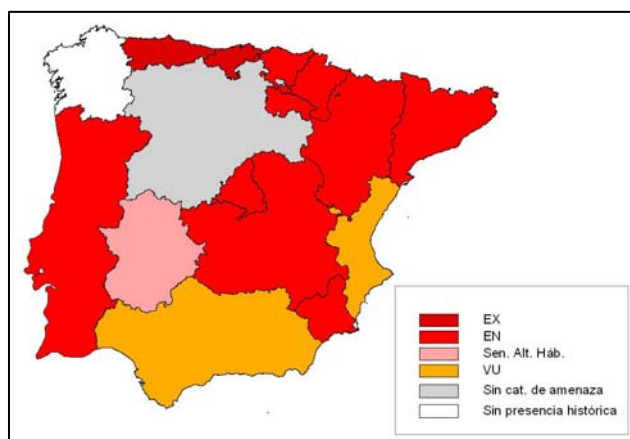 EX
EN
Sen. Alt. Háb.
VU
Sin cat. de amenaza
Sin presencia histórica